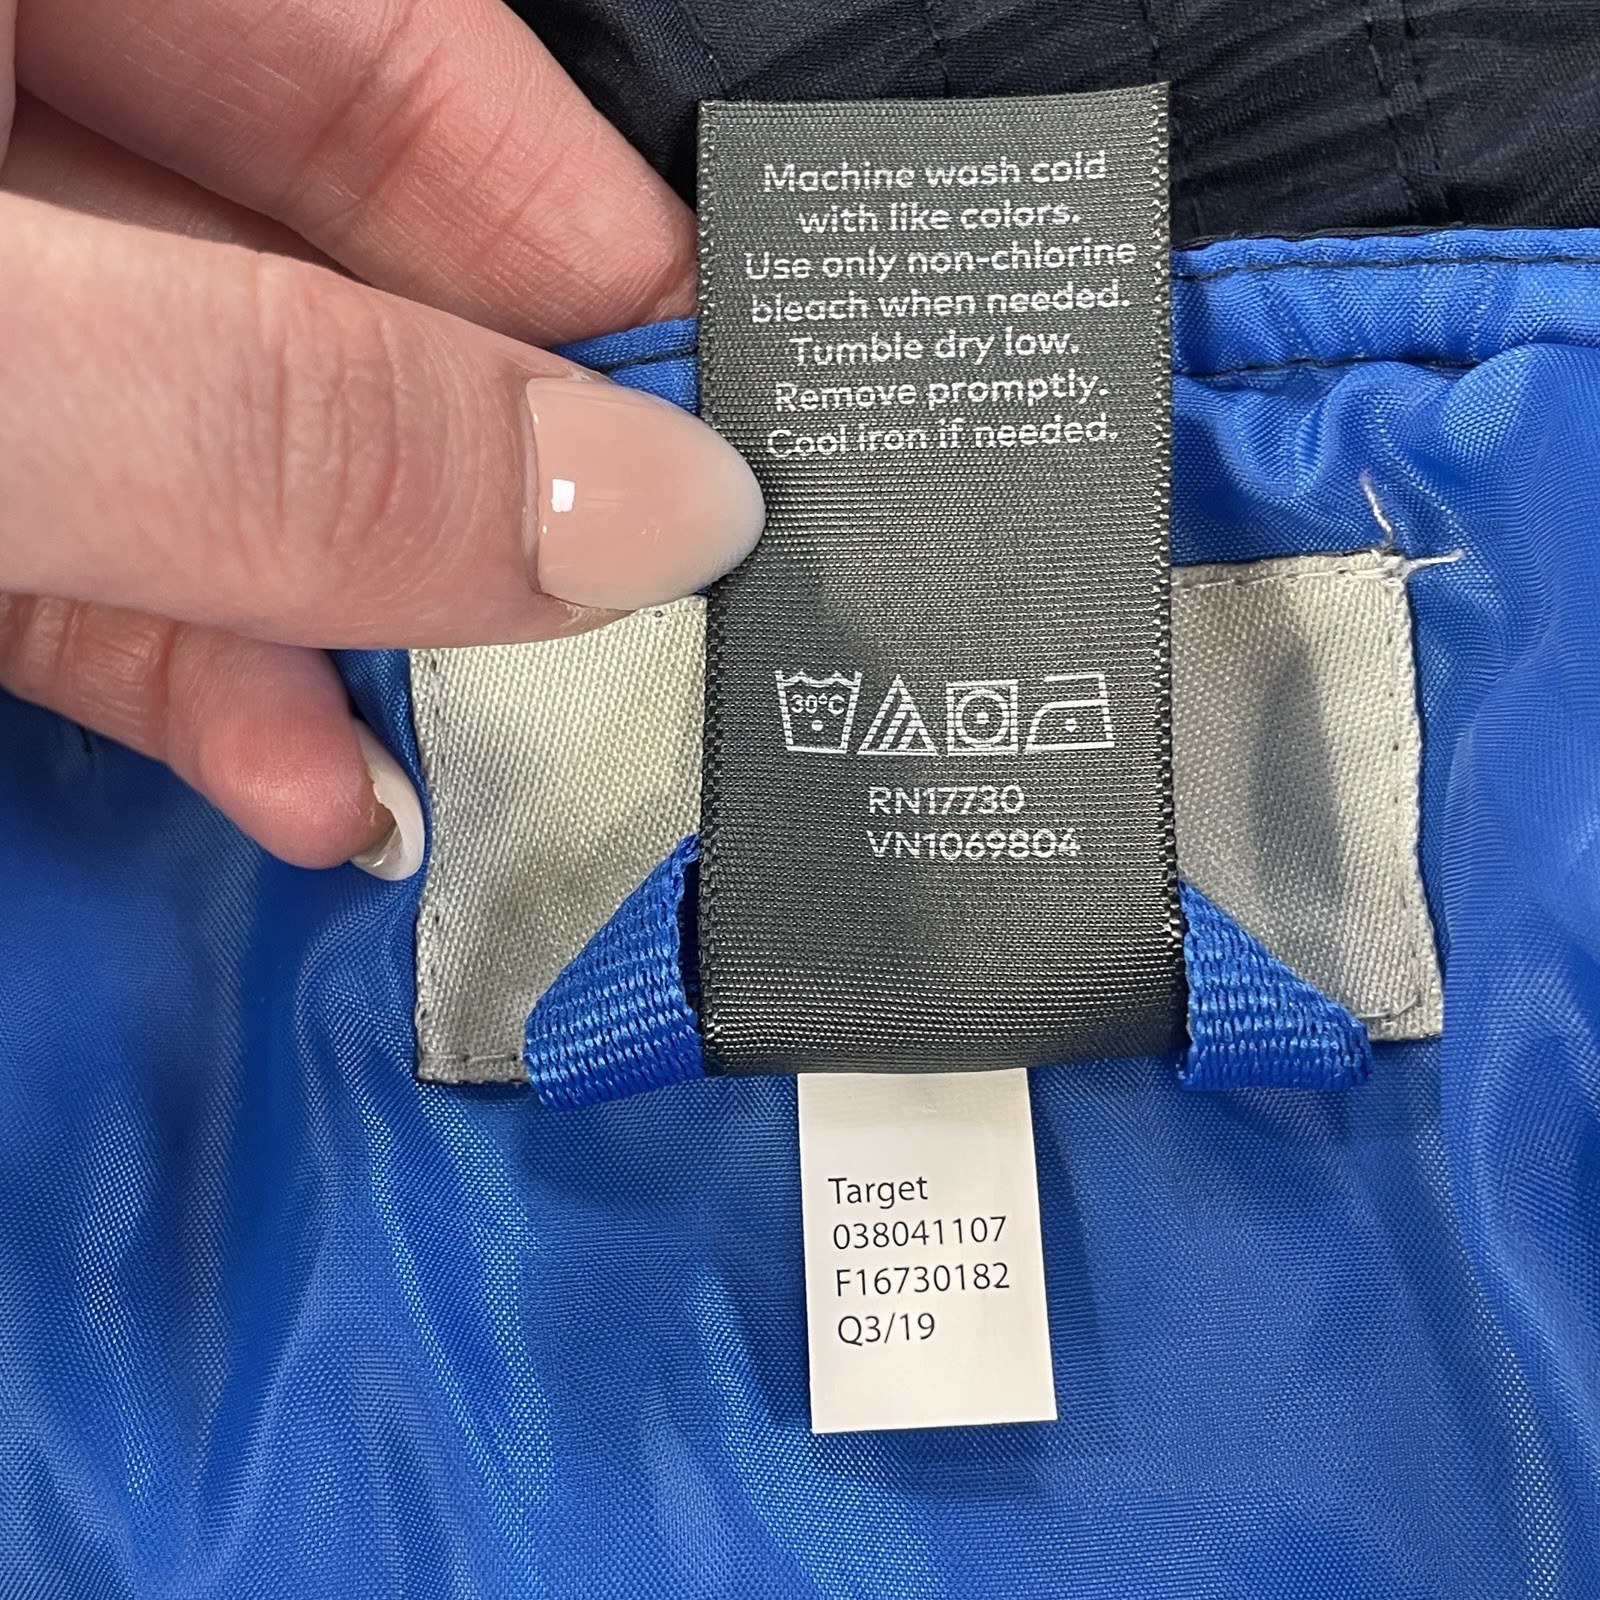 Machine wash cold
with like colors.
Use only non-chlorine
bleach when needed.
Tumble dry low.
Remove promptly.
Cool iron if needed.
30°C
RN17730
VN1069804
Target
038041107
F16730182
Q3/19